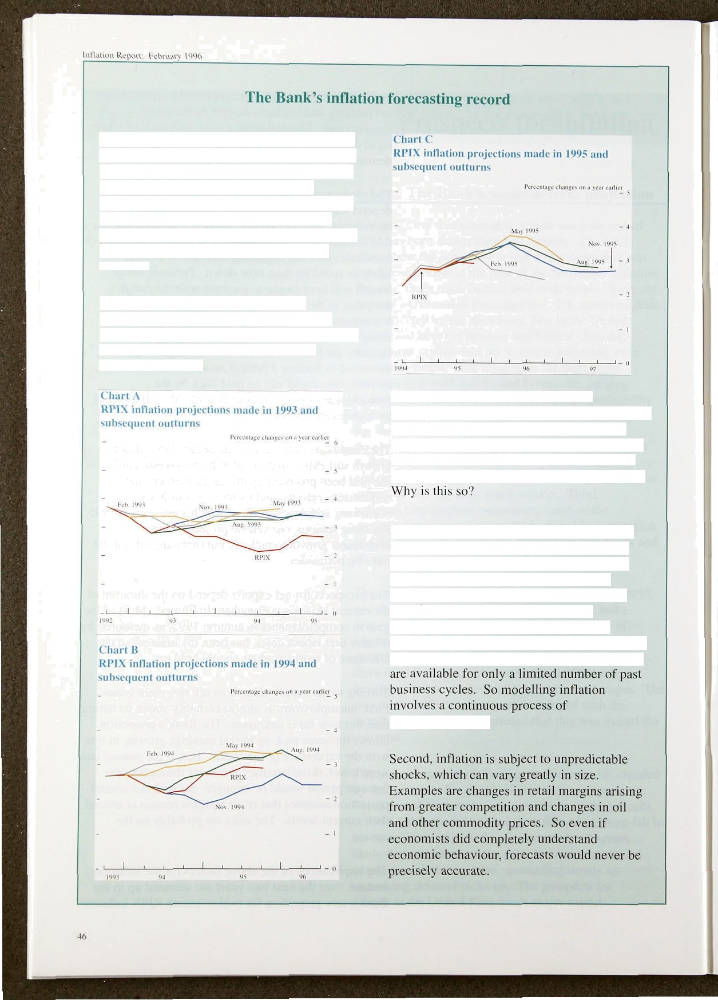 Inflation Report: February 1996
The Bank's inflation forecasting record
Chart A
RPIX inflation projections made in 1993 and
subsequent outturns
Percentage changes on a year earlier
6
5
4
3
2
1
0
Feb. 1993
Nov. 1993
May 1993
Aug. 1993
RPIX
1992 93 94 95
Chart B
RPIX inflation projections made in 1994 and
subsequent outturns
Percentage changes on a year earlier
5
4
3
2
1
0
Feb. 1994
May 1994
Aug. 1994
RPIX
Nov. 1994
1993 94 95 96
Chart C
RPIX inflation projections made in 1995 and
subsequent outturns
Percentage changes on a year earlier
5
4
3
2
1
0
May 1995
Nov. 1995
Feb. 1995
Aug. 1995
RPIX
1994 95 96 97
Why is this so?
are available for only a limited number of past
business cycles. So modelling inflation
involves a continuous process of
Second, inflation is subject to unpredictable
shocks, which can vary greatly in size.
Examples are changes in retail margins arising
from greater competition and changes in oil
and other commodity prices. So even if
economists did completely understand
economic behaviour, forecasts would never be
precisely accurate.
46